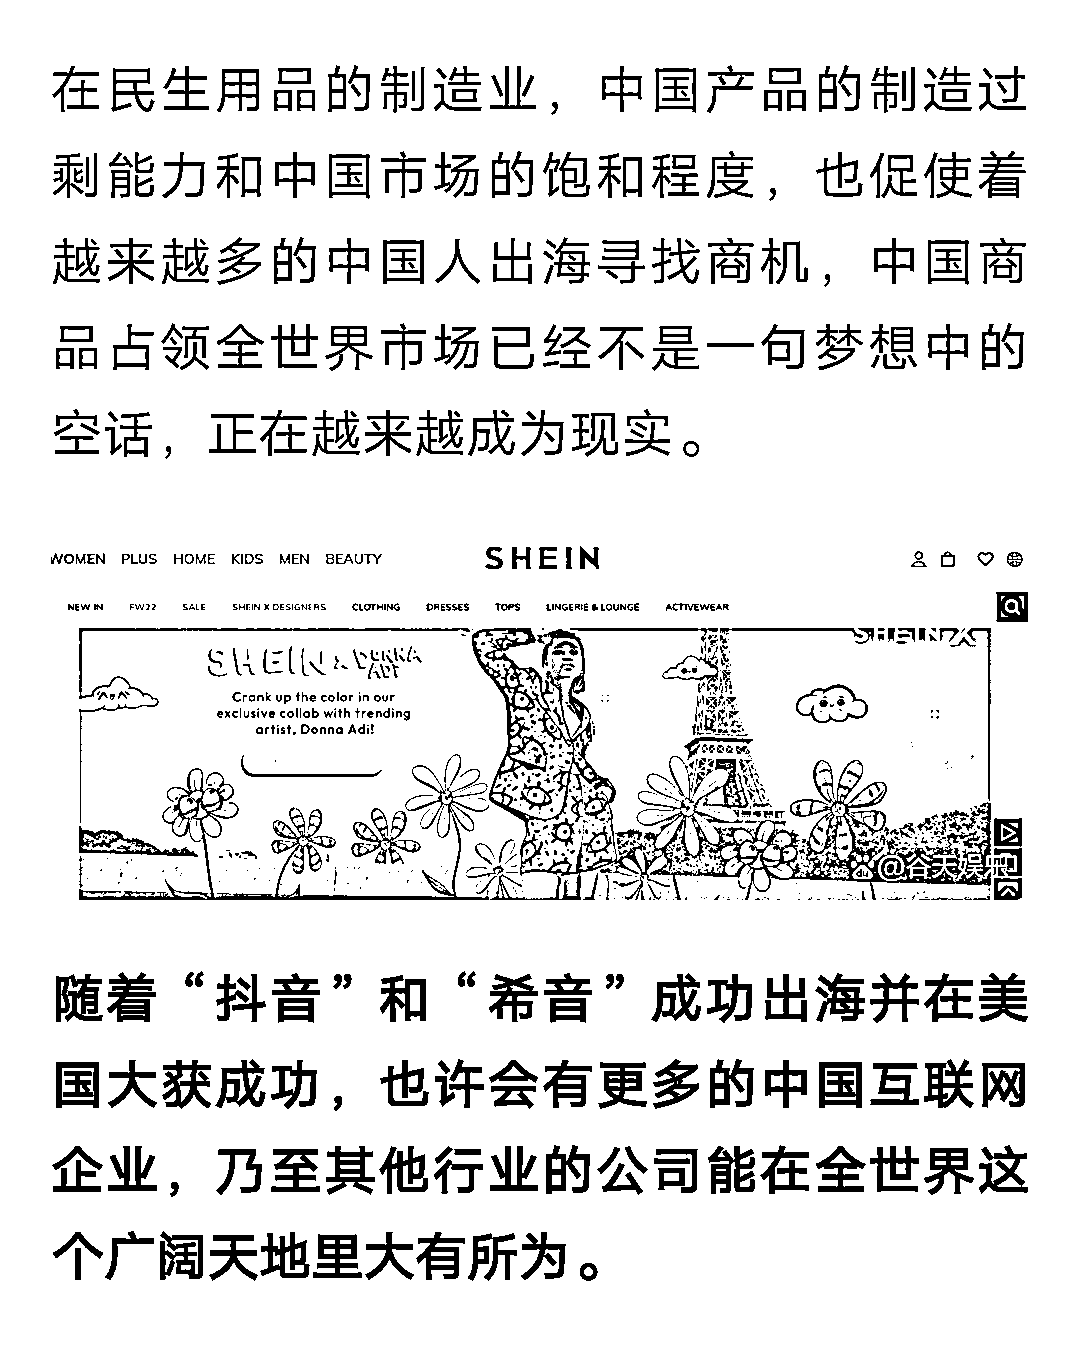 在民生用品的制造业，中国产品的制造过
剩能力和中国市场的饱和程度，也促使着
越来越多的中国人出海寻找商机，中国商
品占领全世界市场已经不是一句梦想中的
空话，正在越来越成为现实。
WOMEN PLUS HOME KIDS MEN BEAUTY SHEIN
NEW IN FW22 SALE SHEIN X DESIGNERS CLOTHING DRESSES TOPS LINGERIE & LOUNGE ACTIVEWEAR
SHEIN X
SHEIN X DONNA ADI
Crank up the color in our
exclusive collab with trending
artist, Donna Adi!
@谷天娱乐
随着“抖音”和“希音”成功出海并在美
国大获成功，也许会有更多的中国互联网
企业，乃至其他行业的公司能在全世界这
个广阔天地里大有所为。